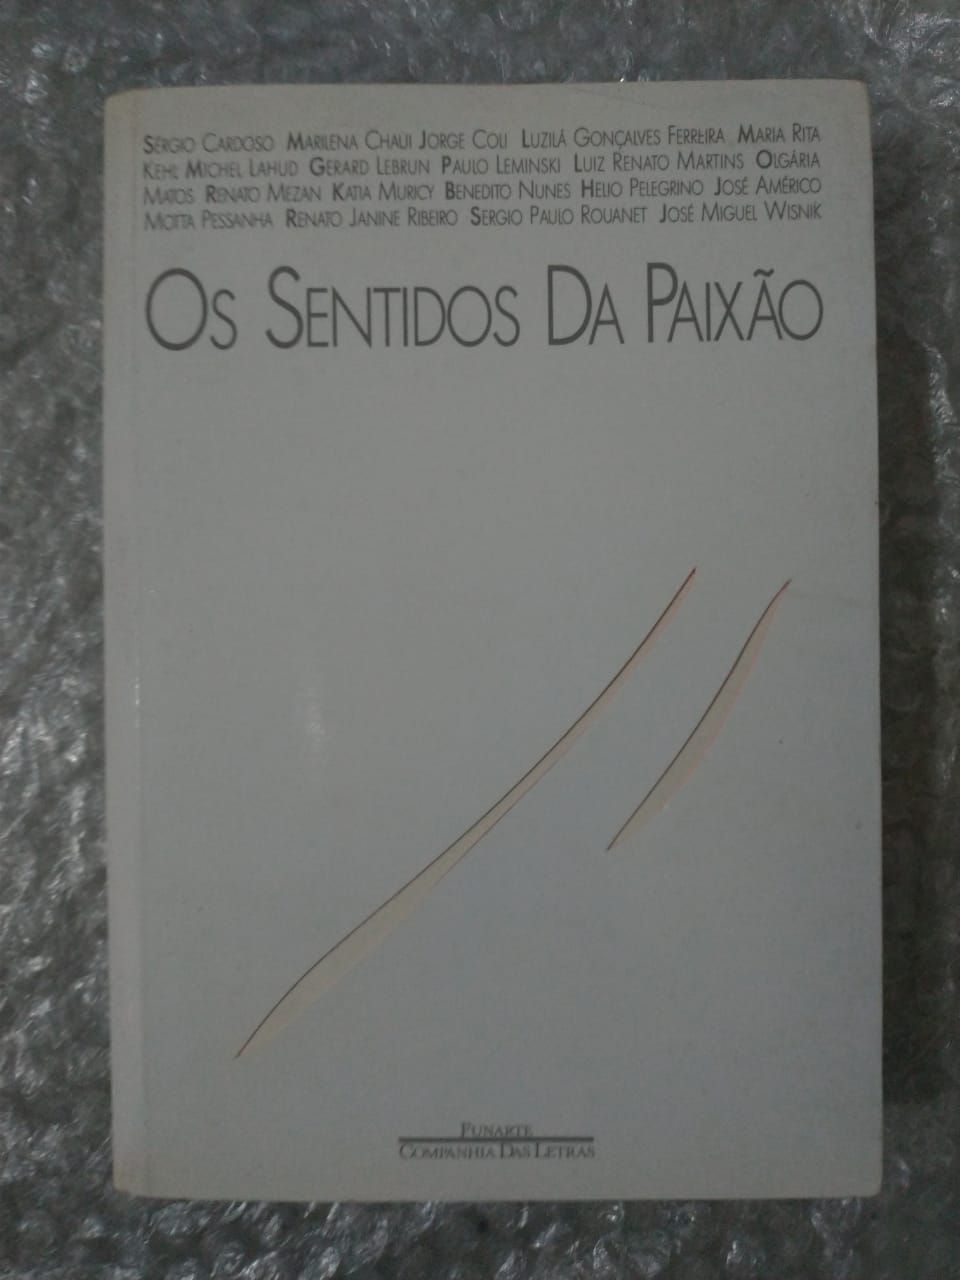 Sérgio Cardoso Marilena Chaui Jorge Coli Luzilá Gonçalves Ferreira Maria Rita
Kehl Michel Lahud Gerard Lebrun Paulo Leminski Luiz Renato Martins Olgária
Matos Renato Mezan Katia Muricy Benedito Nunes Helio Pelegrino José Américo
Motta Pessanha Renato Janine Ribeiro Sergio Paulo Rouanet José Miguel Wisnik
Os Sentidos Da Paixão
Funarte
Companhia Das Letras